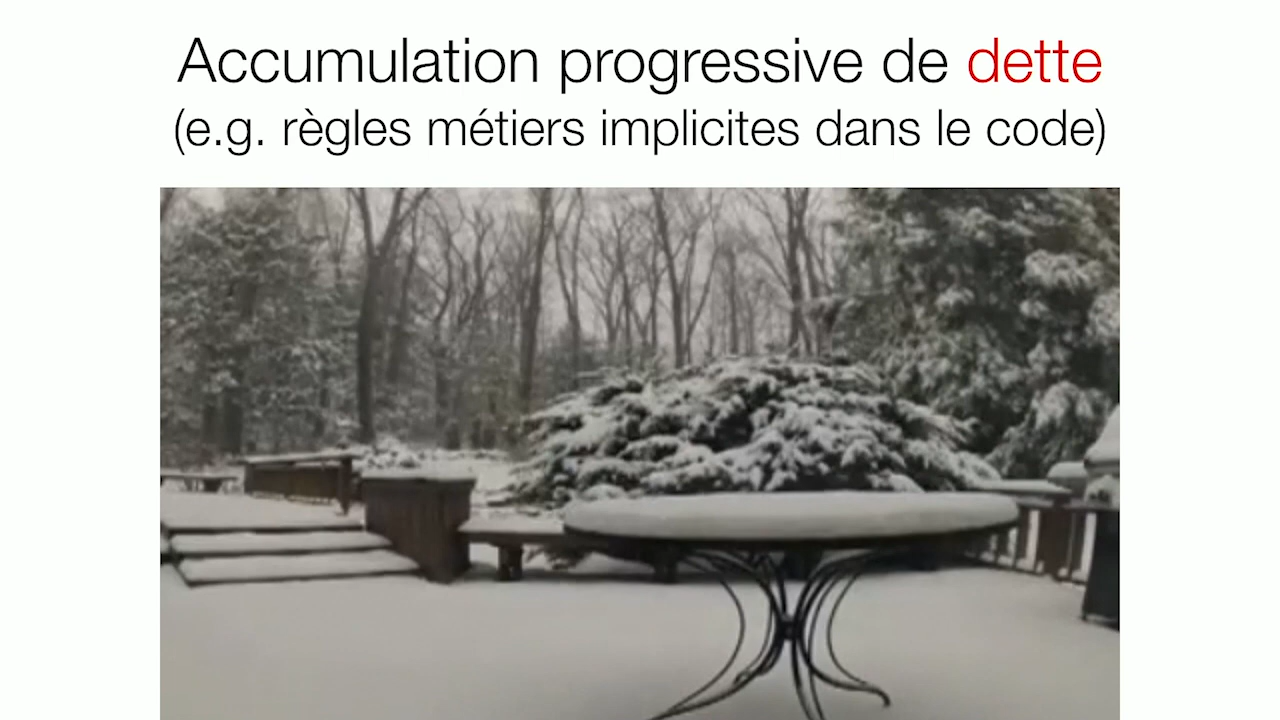 Accumulation progressive de dette
(e.g. règles métiers implicites dans le code)